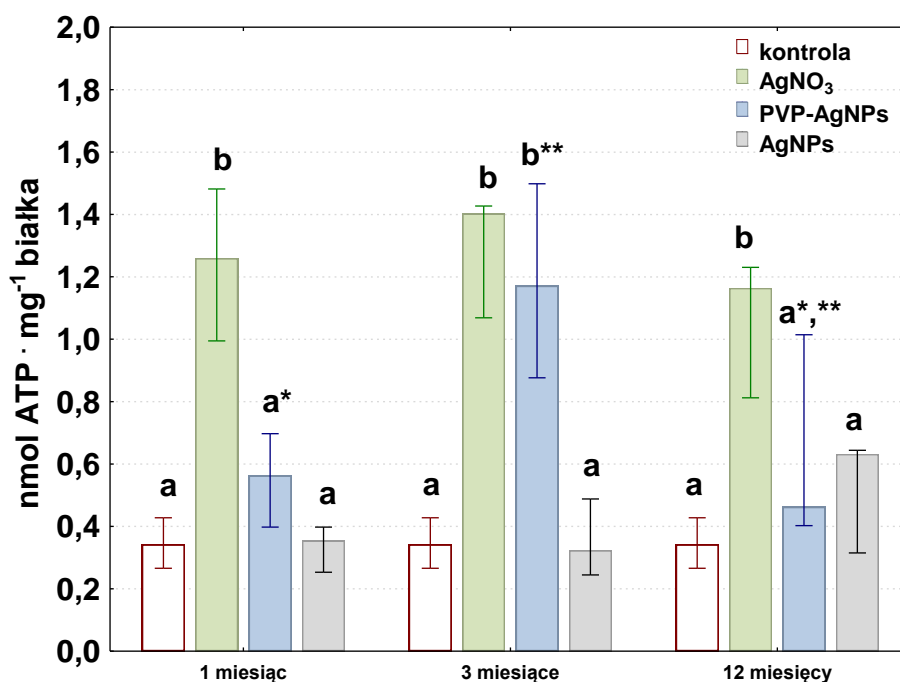 nmol ATP · mg⁻¹ białka
2,0
1,8
1,6
1,4
1,2
1,0
0,8
0,6
0,4
0,2
0,0
kontrola
AgNO₃
PVP-AgNPs
AgNPs
a
b
a*
a
a
b
b**
a
a
b
a*,**
a
1 miesiąc
3 miesiące
12 miesięcy